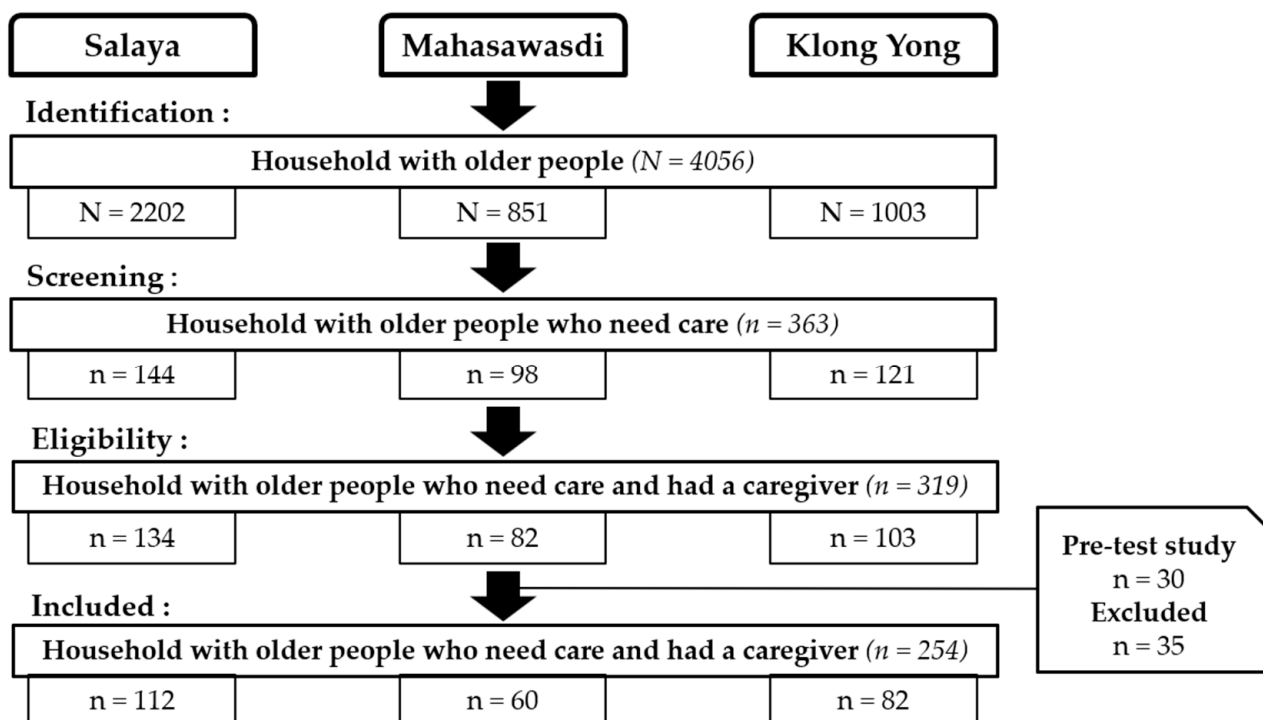 Salaya
Mahasawasdi
Klong Yong
Identification :
Household with older people (N = 4056)
N = 2202
N = 851
N = 1003
Screening :
Household with older people who need care (n = 363)
n = 144
n = 98
n = 121
Eligibility :
Household with older people who need care and had a caregiver (n = 319)
n = 134
n = 82
n = 103
Pre-test study
n = 30
Excluded
n = 35
Included :
Household with older people who need care and had a caregiver (n = 254)
n = 112
n = 60
n = 82